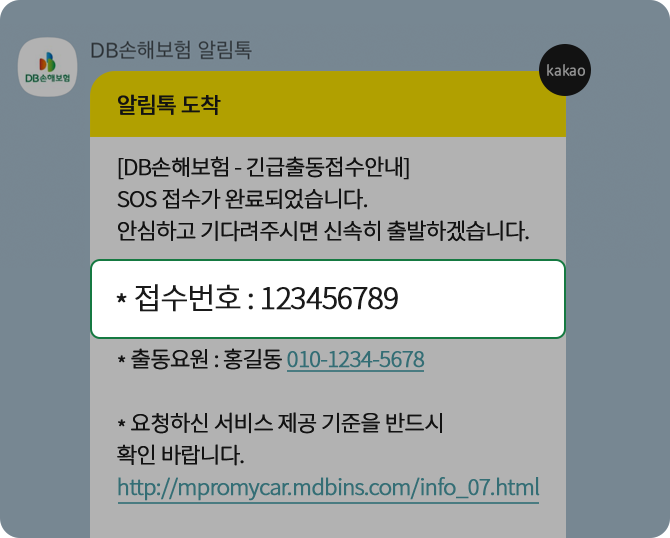 DB손해보험 알림톡
DB손해보험
kakao
알림톡 도착
[DB손해보험 - 긴급출동접수안내]
SOS 접수가 완료되었습니다.
안심하고 기다려주시면 신속히 출발하겠습니다.
* 접수번호 : 123456789
* 출동요원 : 홍길동 010-1234-5678
* 요청하신 서비스 제공 기준을 반드시
확인 바랍니다.
http://mpromycar.mdbins.com/info_07.html